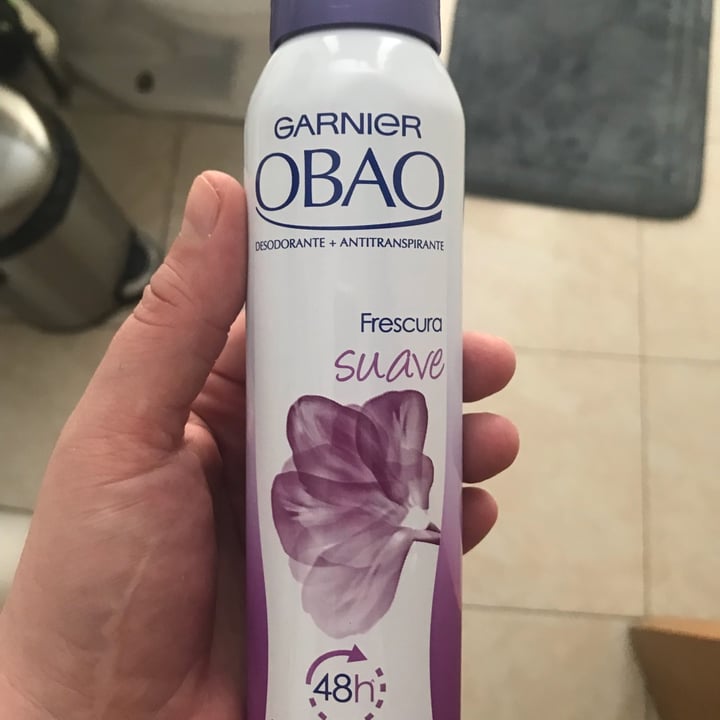 GARNIER
OBAO
DESODORANTE + ANTITRANSPIRANTE
Frescura
suave
48h